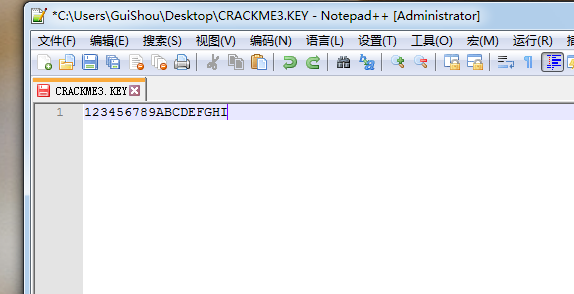 *C:\Users\GuiShou\Desktop\CRACKME3.KEY - Notepad++ [Administrator]
文件(F) 编辑(E) 搜索(S) 视图(V) 编码(N) 语言(L) 设置(T) 工具(O) 宏(M) 运行(R)
CRACKME3.KEY
1 123456789ABCDEFGHI